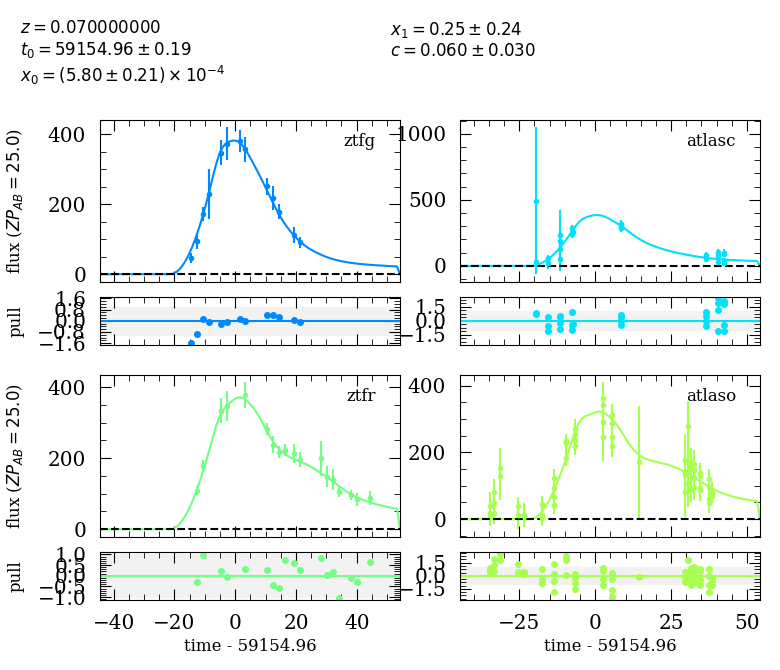 z = 0.070000000
t₀ = 59154.96 ± 0.19
x₀ = (5.80 ± 0.21) × 10⁻⁴
x₁ = 0.25 ± 0.24
c = 0.060 ± 0.030
flux (ZP_AB = 25.0)
400
200
0
ztfg
1000
500
0
atlasc
pull
1.6
0.8
0.0
−0.8
−1.6
1.5
0.0
−1.5
flux (ZP_AB = 25.0)
400
200
0
ztfr
400
200
0
atlaso
pull
1.0
0.5
0.0
−0.5
−1.0
1.5
0.0
−1.5
−40 −20 0 20 40
time - 59154.96
−25 0 25 50
time - 59154.96